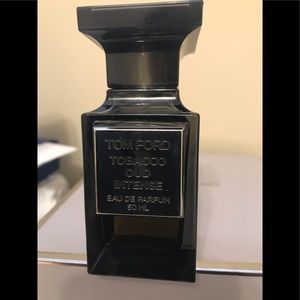 TOM FORD
TOBACCO
OUD
INTENSE
EAU DE PARFUM
50 ML